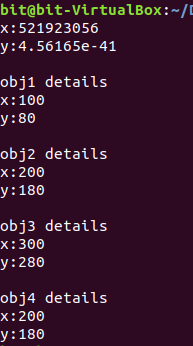 bit@bit-VirtualBox:~/D
x:521923056
y:4.56165e-41
obj1 details
x:100
y:80
obj2 details
x:200
y:180
obj3 details
x:300
y:280
obj4 details
x:200
y:180